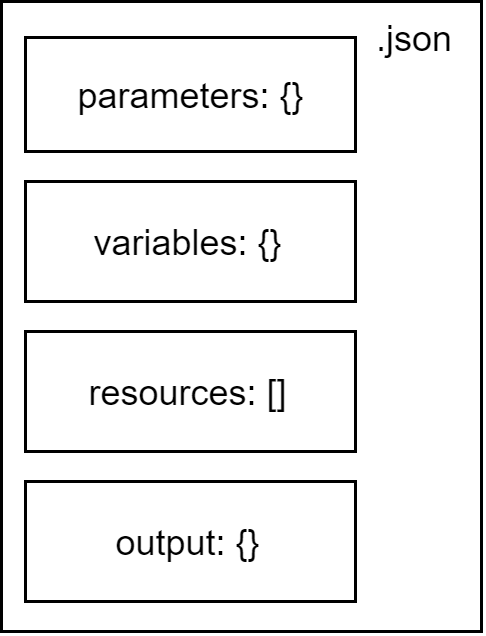 .json
parameters: {}
variables: {}
resources: []
output: {}